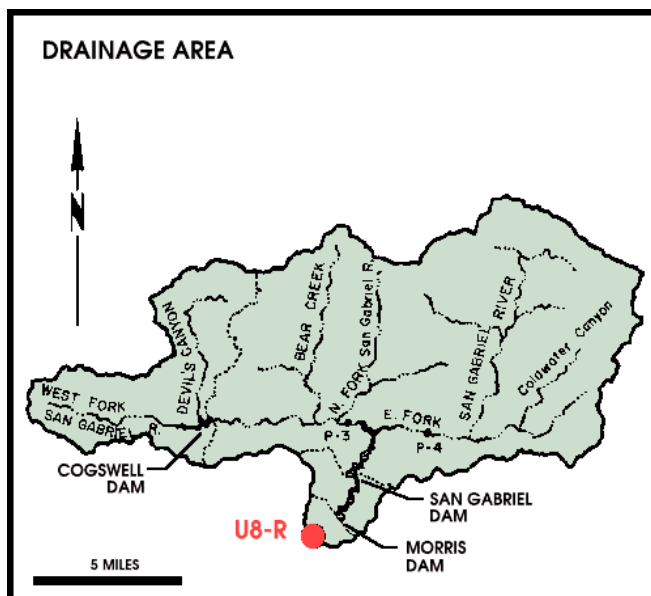 DRAINAGE AREA
N
DEVILS CANYON
BEAR CREEK
N. FORK San Gabriel R.
SAN GABRIEL RIVER
Coldwater Canyon
WEST FORK
SAN GABRIEL R.
E. FORK
P-3
P-4
COGSWELL
DAM
SAN GABRIEL
DAM
U8-R
MORRIS
DAM
5 MILES